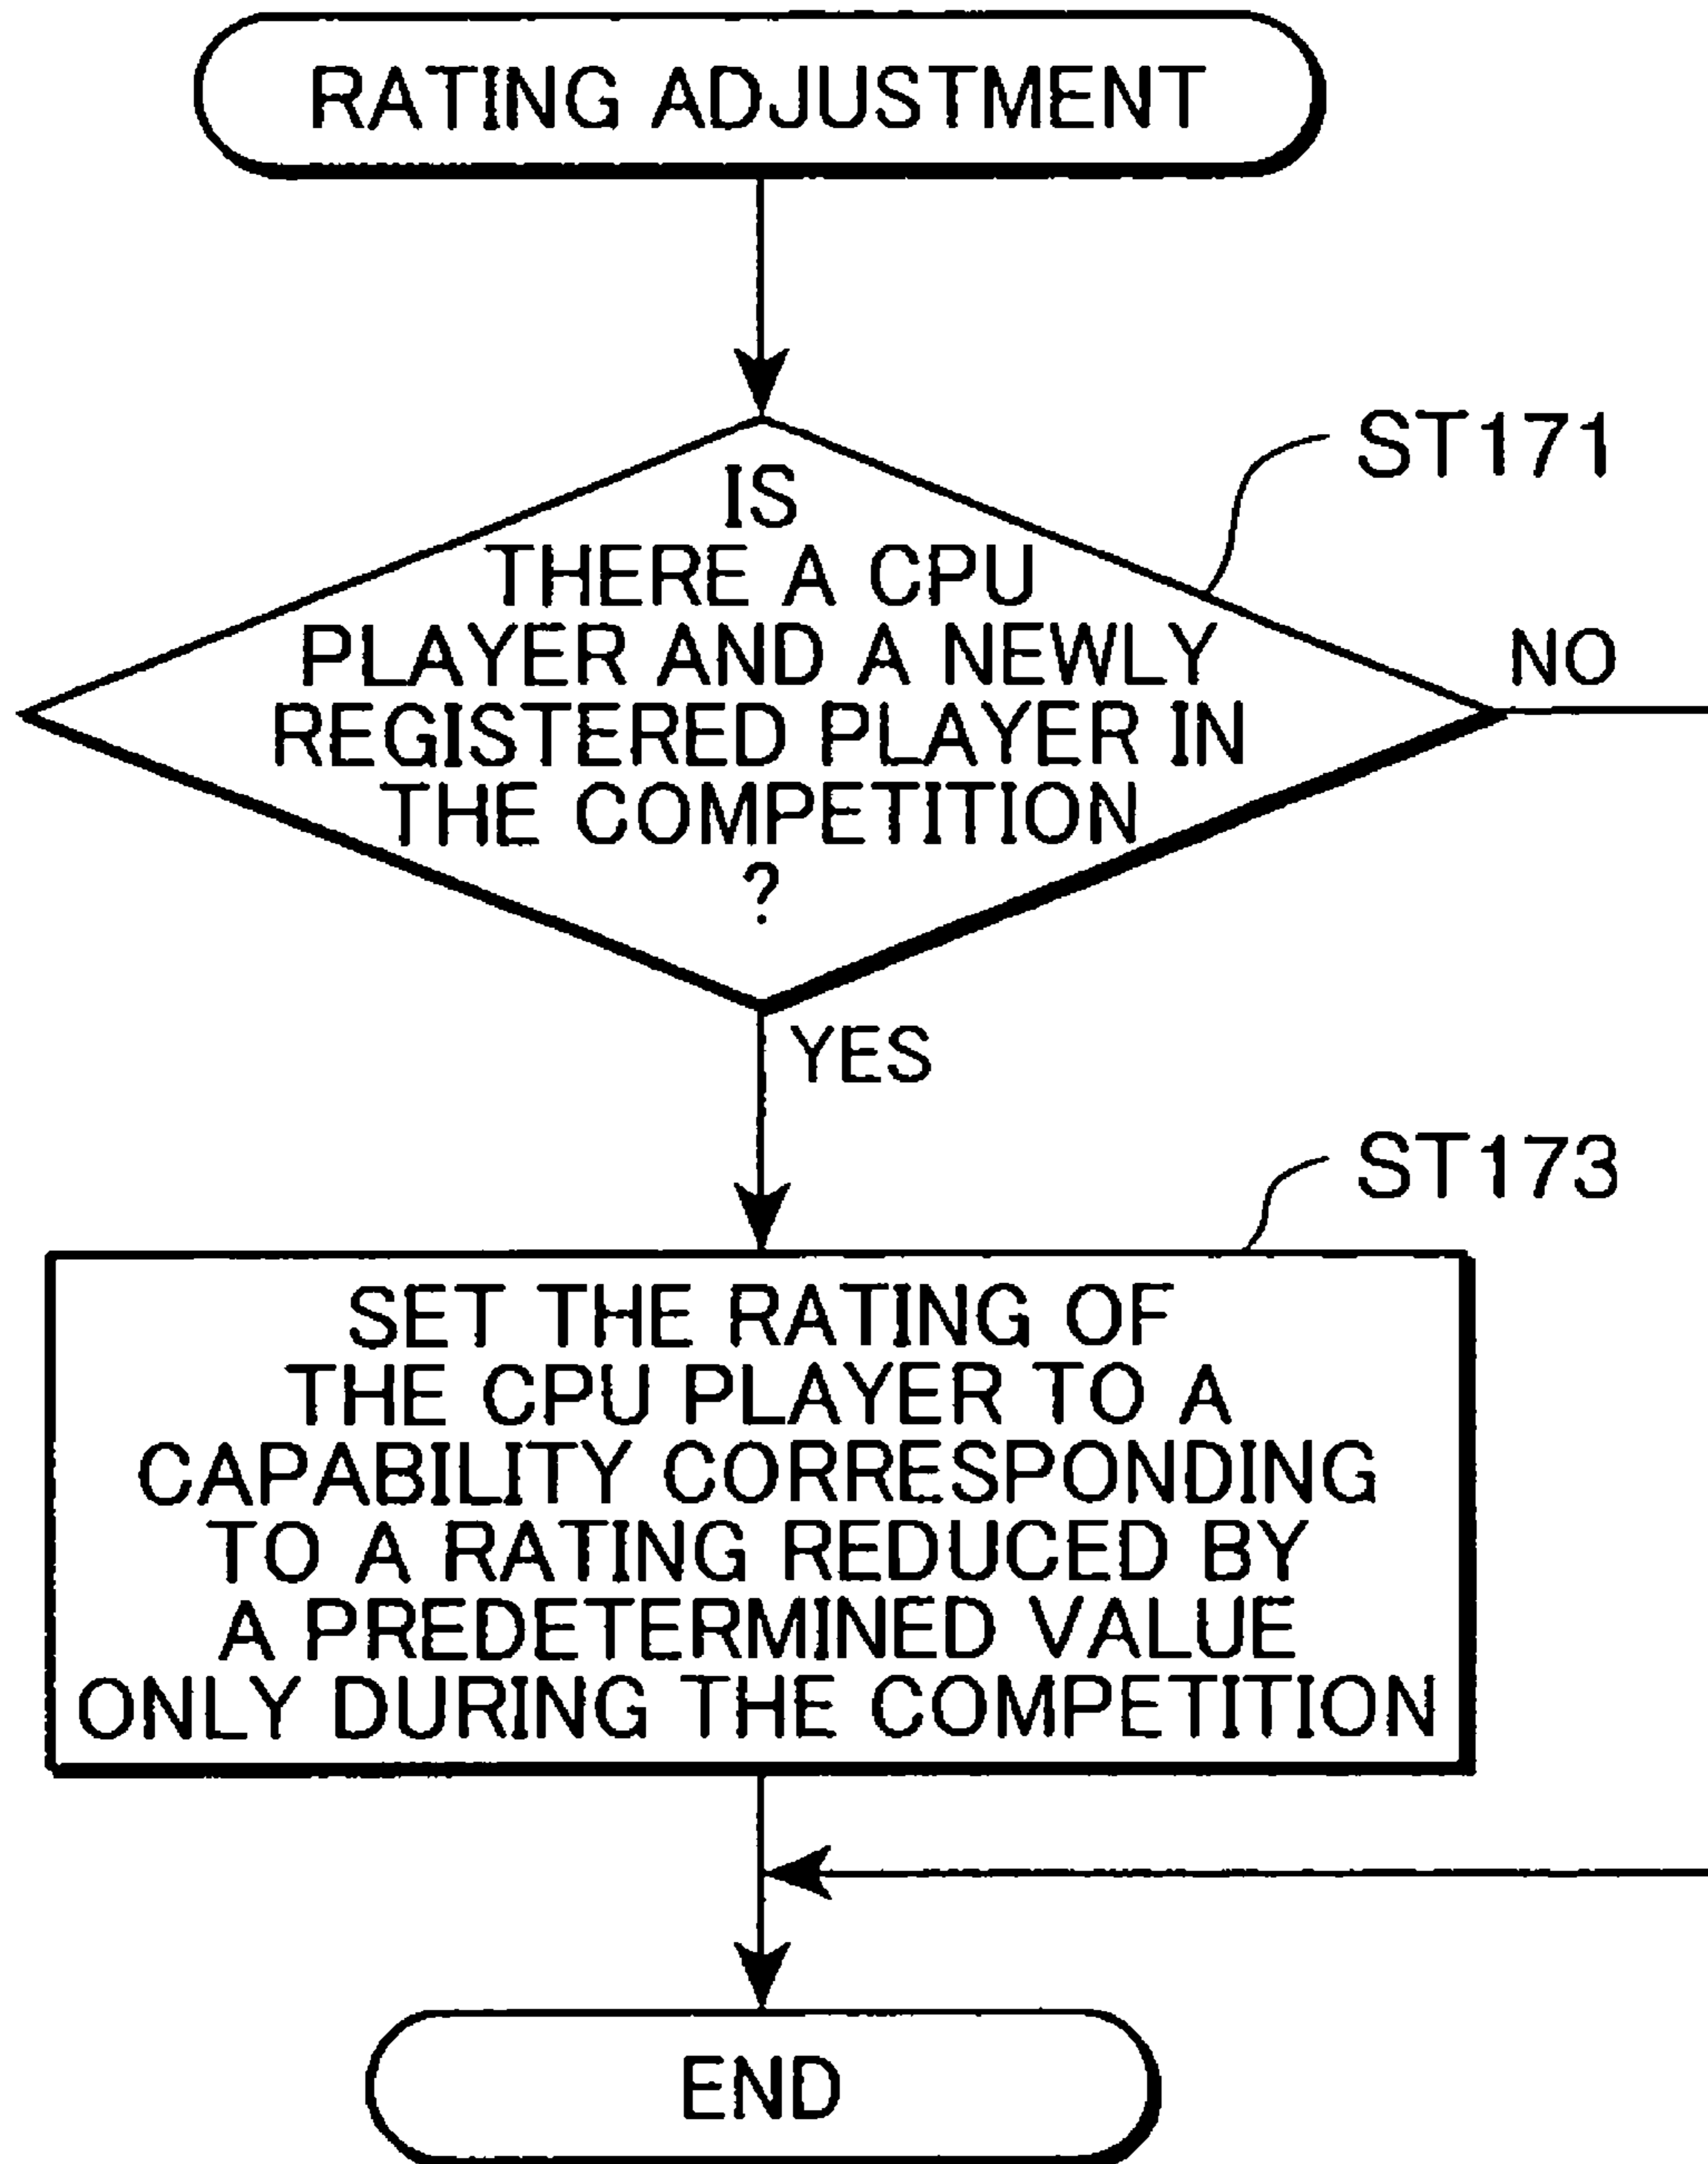 RATING ADJUSTMENT
ST171
IS
THERE A CPU
PLAYER AND A NEWLY
REGISTERED PLAYER IN
THE COMPETITION
?
NO
YES
ST173
SET THE RATING OF
THE CPU PLAYER TO A
CAPABILITY CORRESPONDING
TO A RATING REDUCED BY
A PREDETERMINED VALUE
ONLY DURING THE COMPETITION
END